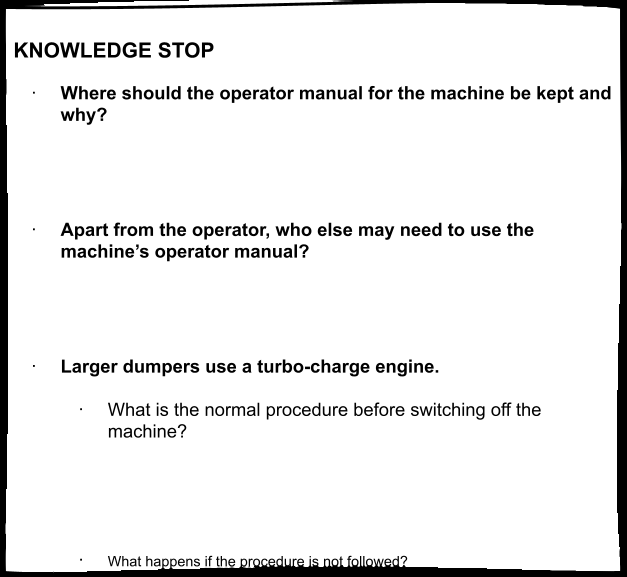 KNOWLEDGE STOP
· Where should the operator manual for the machine be kept and
why?
· Apart from the operator, who else may need to use the
machine’s operator manual?
· Larger dumpers use a turbo-charge engine.
· What is the normal procedure before switching off the
machine?
· What happens if the procedure is not followed?